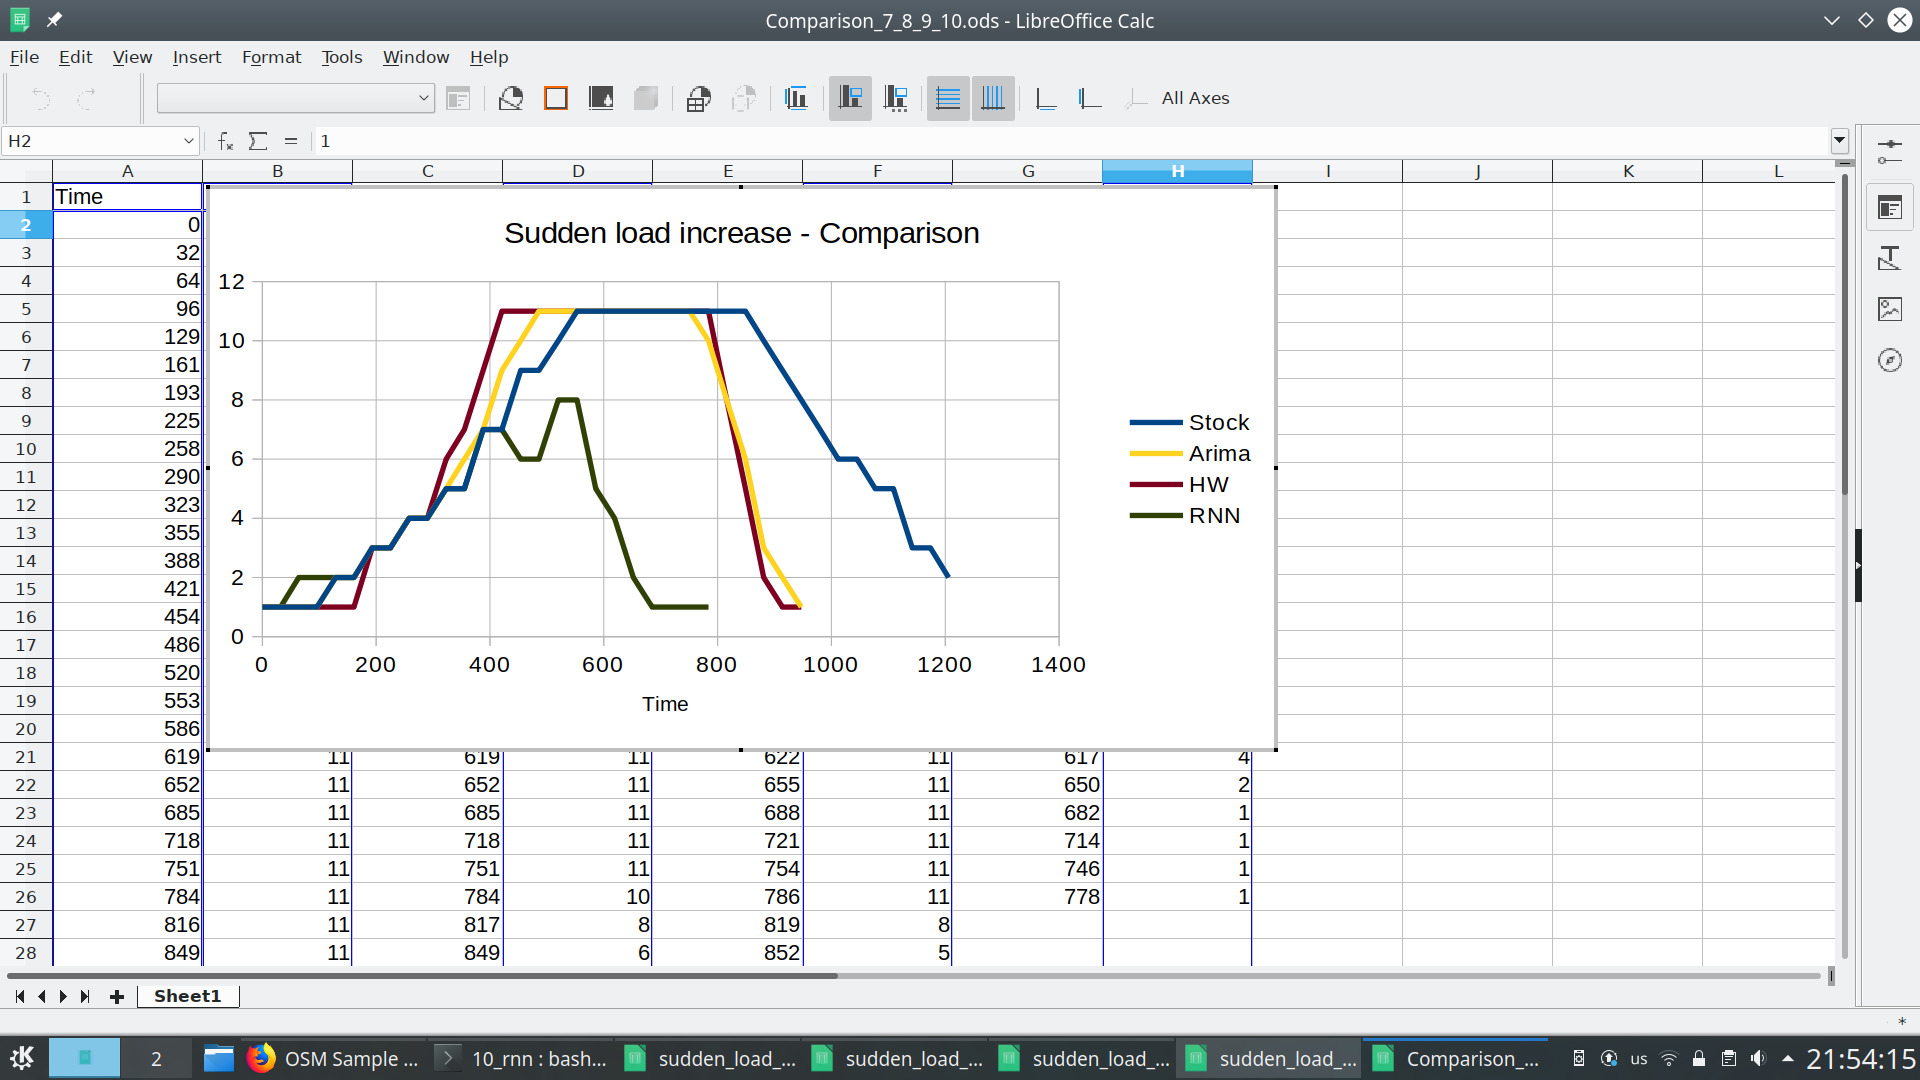 Comparison_7_8_9_10.ods - LibreOffice Calc
File Edit View Insert Format Tools Window Help
All Axes
H2 1
A B C D E F G H I J K L
1 Time
2 0
3 32
4 64
5 96
6 129
7 161
8 193
9 225
10 258
11 290
12 323
13 355
14 388
15 421
16 454
17 486
18 520
19 553
20 586
Sudden load increase - Comparison
12
10
8
6
4
2
0
0 200 400 600 800 1000 1200 1400
Time
Stock
Arima
HW
RNN
21 619 11 619 11 622 11 617 4
22 652 11 652 11 655 11 650 2
23 685 11 685 11 688 11 682 1
24 718 11 718 11 721 11 714 1
25 751 11 751 11 754 11 746 1
26 784 11 784 10 786 11 778 1
27 816 11 817 8 819 8
28 849 11 849 6 852 5
Sheet1
*
2 OSM Sample ... 10_rnn : bash... sudden_load_... sudden_load_... sudden_load_... sudden_load_... Comparison_... us 21:54:15